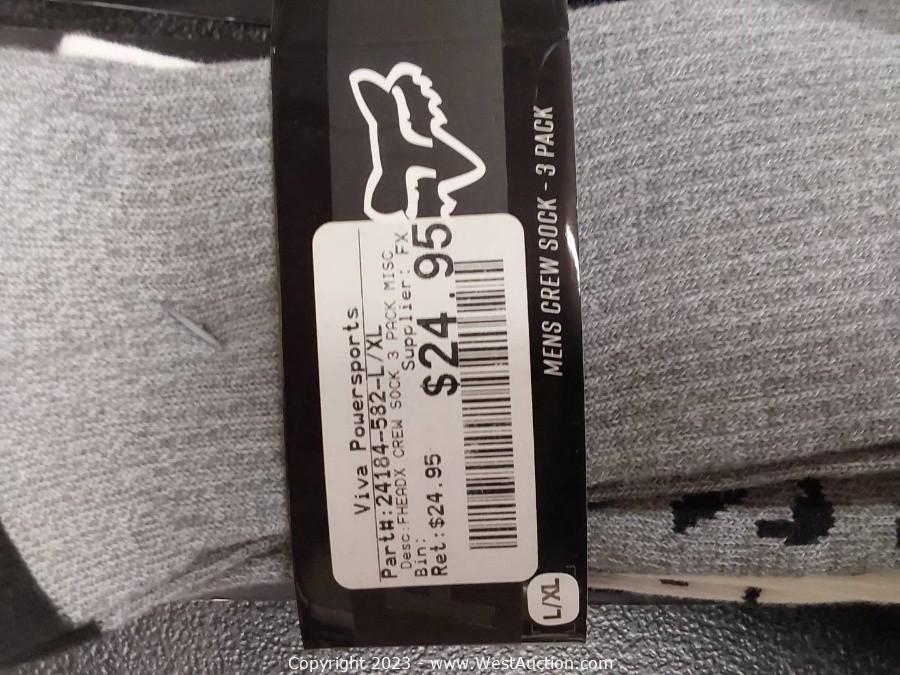 Viva Powersports
Part#:24184-582-L/XL
Desc:FHEADX CREW SOCK 3 PACK MISC
Bin: Supplier: FX
Ret:$24.95 $24.95
MENS CREW SOCK - 3 PACK
L/XL
Copyright 2023 - www.WestAuction.com